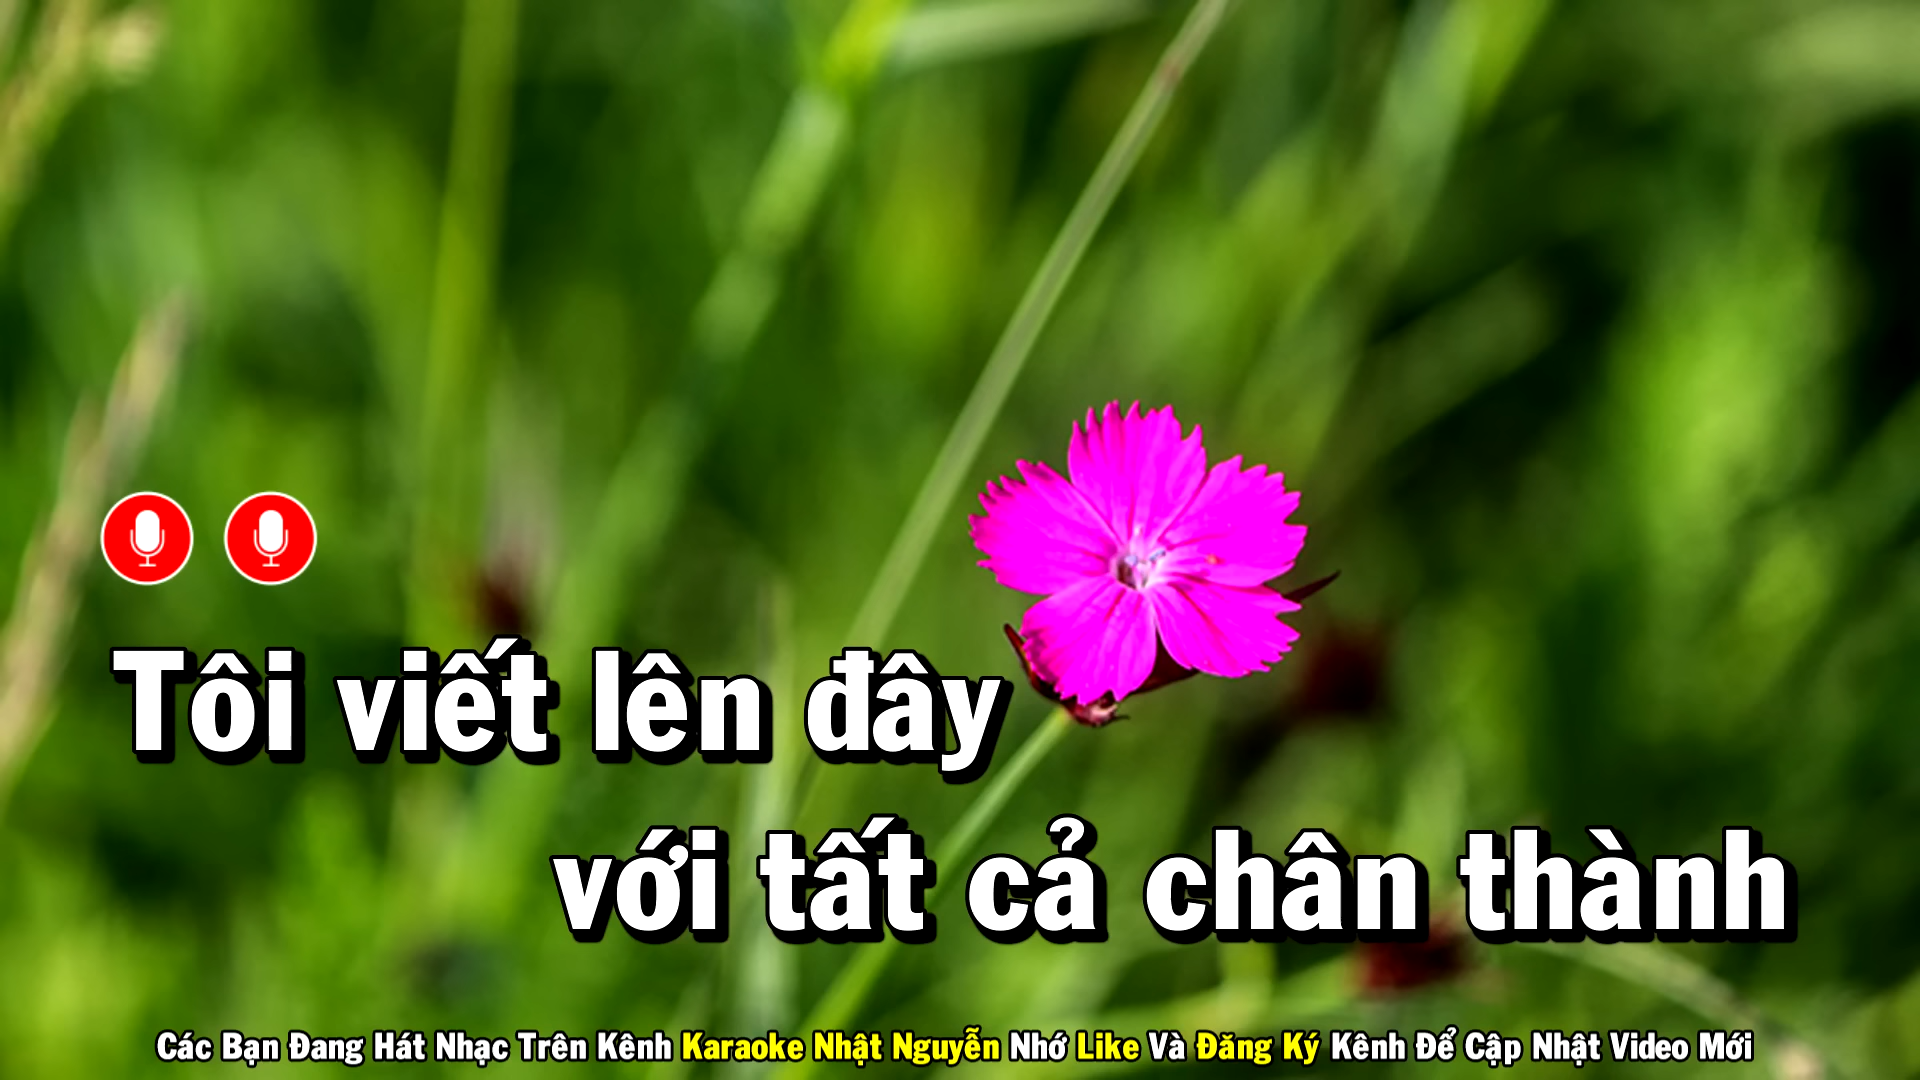 Tôi viết lên đây
với tất cả chân thành
Các Bạn Đang Hát Nhạc Trên Kênh Karaoke Nhật Nguyễn Nhớ Like Và Đăng Ký Kênh Để Cập Nhật Video Mới